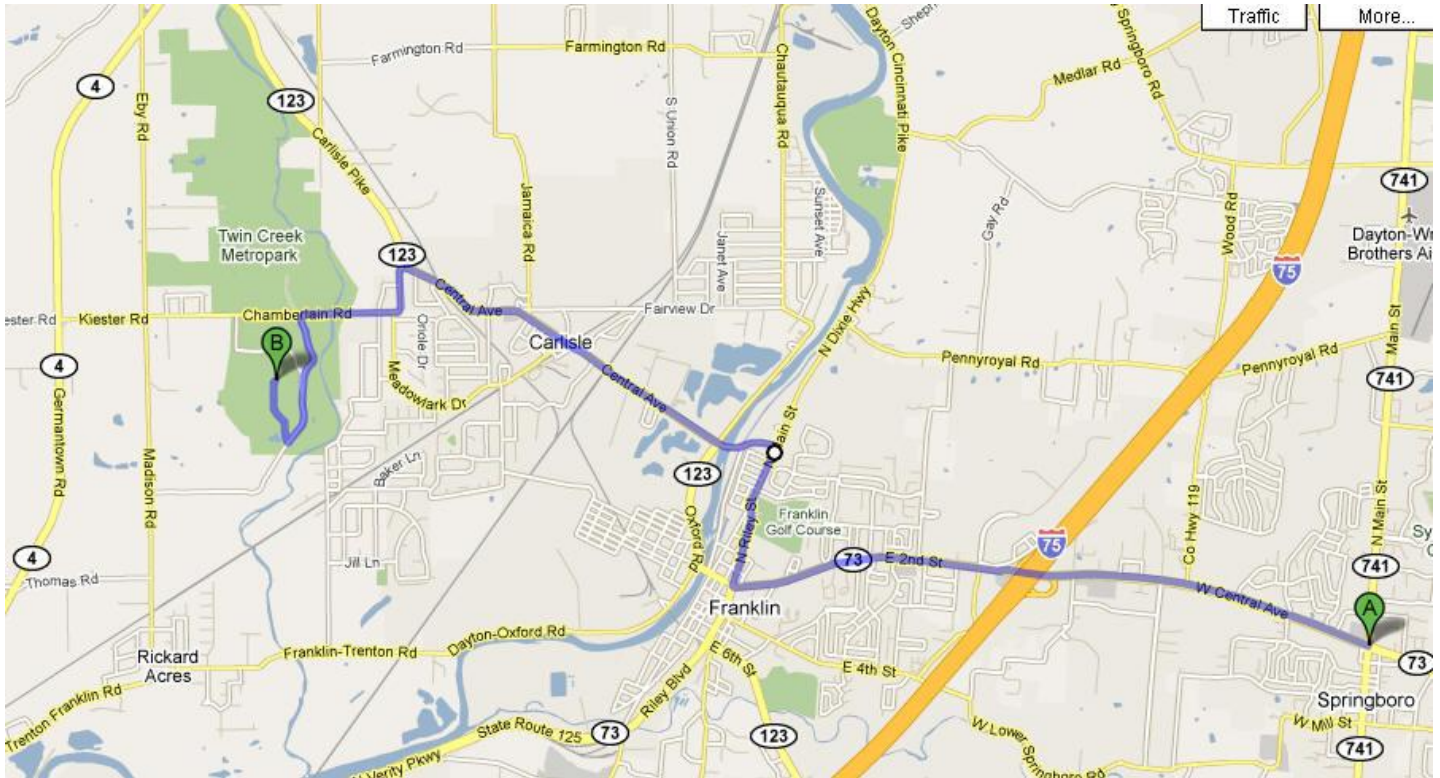 Traffic
More...
Farmington Rd
Farmington Rd
Chautauqua Rd
Dayton Cincinnati Pike
Medlar Rd
Springboro Rd
4
123
Eby Rd
Carlisle Pike
S Union Rd
Jamaica Rd
Sunset Ave
Janet Ave
Gay Rd
Wood Rd
741
Dayton-Wr
Brothers Ai
Twin Creek
Metropark
123
75
Central Ave
Fairview Dr
N Dixie Hwy
Main St
ester Rd
Kiester Rd
Chamberlain Rd
Oriole Dr
Carlisle
B
Pennyroyal Rd
Pennyroyal Rd
4
741
Meadowlark Dr
Central Ave
Germantown Rd
Madison Rd
Baker Ln
123
N Riley St
Franklin
Golf Course
Oxford Rd
Co Hwy 119
N Main St
Sy
75
4
73
E 2nd St
Jill Ln
741
Thomas Rd
W Central Ave
A
Franklin
Dayton-Oxford Rd
Rickard
Acres
Franklin-Trenton Rd
E 6th St
E 4th St
73
Springboro
Trenton Franklin Rd
Riley Blvd
State Route 125
73
123
W Mill St
741
Verity Pkwy
W Lower Springboro Rd